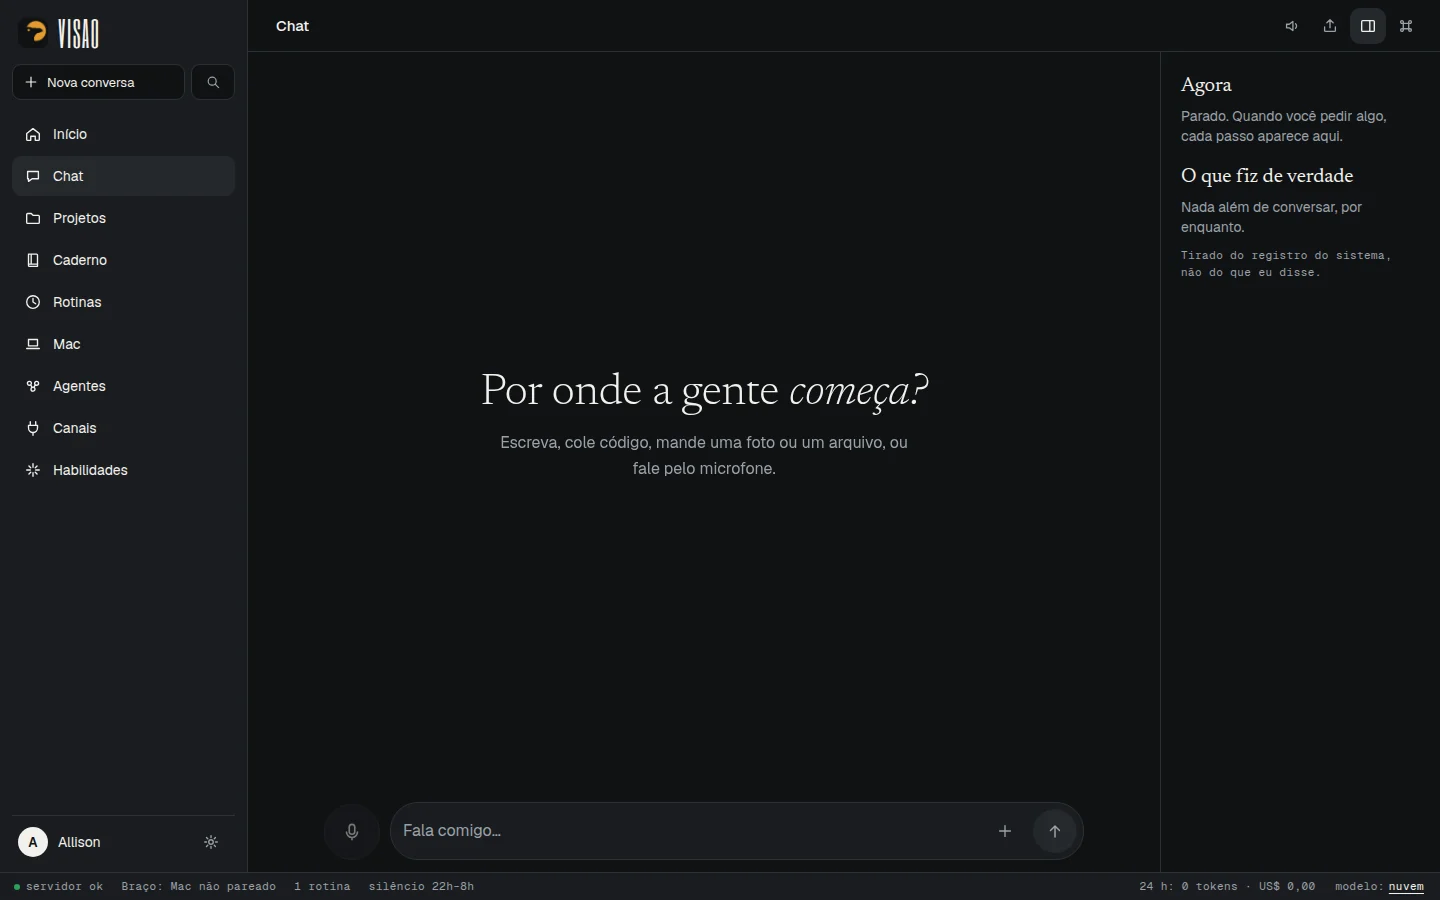 VISAO
Nova conversa
Início
Chat
Projetos
Caderno
Rotinas
Mac
Agentes
Canais
Habilidades
A
Allison
Chat
Por onde a gente começa?
Escreva, cole código, mande uma foto ou um arquivo, ou
fale pelo microfone.
Fala comigo...
Agora
Parado. Quando você pedir algo,
cada passo aparece aqui.
O que fiz de verdade
Nada além de conversar, por
enquanto.
Tirado do registro do sistema,
não do que eu disse.
servidor ok Braço: Mac não pareado 1 rotina silêncio 22h–8h
24 h: 0 tokens · US$ 0,00 modelo: nuvem